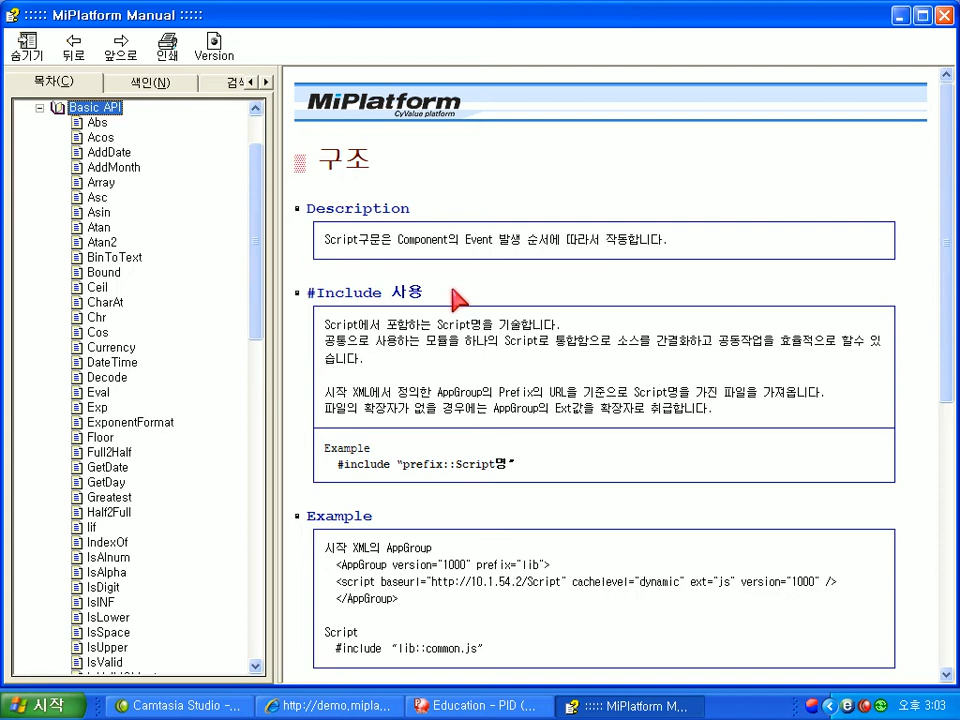 ::::: MiPlatform Manual :::::
숨기기 뒤로 앞으로 인쇄 Version
목차(C) 색인(N) 검색
Basic API
Abs
Acos
AddDate
AddMonth
Array
Asc
Asin
Atan
Atan2
BinToText
Bound
Ceil
CharAt
Chr
Cos
Currency
DateTime
Decode
Eval
Exp
ExponentFormat
Floor
Full2Half
GetDate
GetDay
Greatest
Half2Full
Iif
IndexOf
IsAlnum
IsAlpha
IsDigit
IsINF
IsLower
IsSpace
IsUpper
IsValid
MiPlatform
CyValue platform
구조
Description
Script구문은 Component의 Event 발생 순서에 따라서 작동합니다.
#Include 사용
Script에서 포함하는 Script명을 기술합니다.
공통으로 사용하는 모듈을 하나의 Script로 통합함으로 소스를 간결화하고 공동작업을 효율적으로 할수 있
습니다.
시작 XML에서 정의한 AppGroup의 Prefix의 URL을 기준으로 Script명을 가진 파일을 가져옵니다.
파일의 확장자가 없을 경우에는 AppGroup의 Ext값을 확장자로 취급합니다.
Example
#include “prefix::Script명”
Example
시작 XML의 AppGroup
<AppGroup version="1000" prefix="lib">
<script baseurl="http://10.1.54.2/Script" cachelevel="dynamic" ext="js" version="1000" />
</AppGroup>
Script
#include “lib::common.js”
시작 Camtasia Studio -... http://demo.mipla... Education - PID (... ::::: MiPlatform M... 오후 3:03